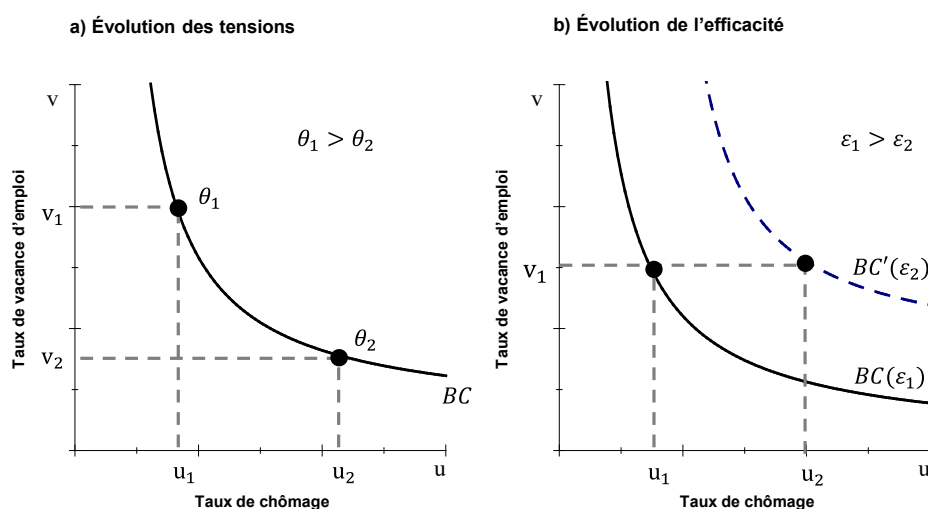 a) Évolution des tensions
b) Évolution de l’efficacité
v
θ₁ > θ₂
θ₁
v₁
θ₂
v₂
BC
u₁
u₂
u
Taux de vacance d’emploi
Taux de chômage
v
ε₁ > ε₂
v₁
BC′(ε₂)
BC(ε₁)
u₁
u₂
u
Taux de vacance d’emploi
Taux de chômage